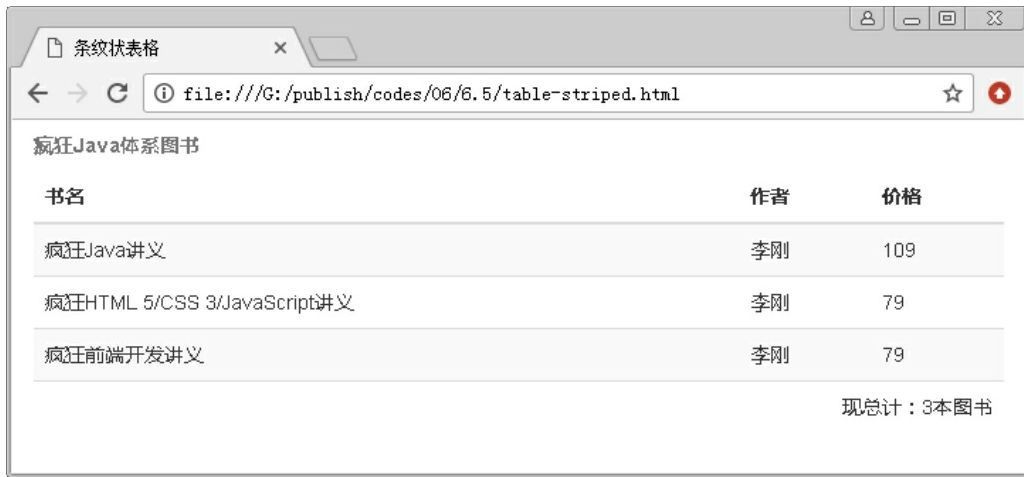 条纹状表格
file:///G:/publish/codes/06/6.5/table-striped.html
疯狂Java体系图书
书名 作者 价格
疯狂Java讲义 李刚 109
疯狂HTML 5/CSS 3/JavaScript讲义 李刚 79
疯狂前端开发讲义 李刚 79
现总计：3本图书